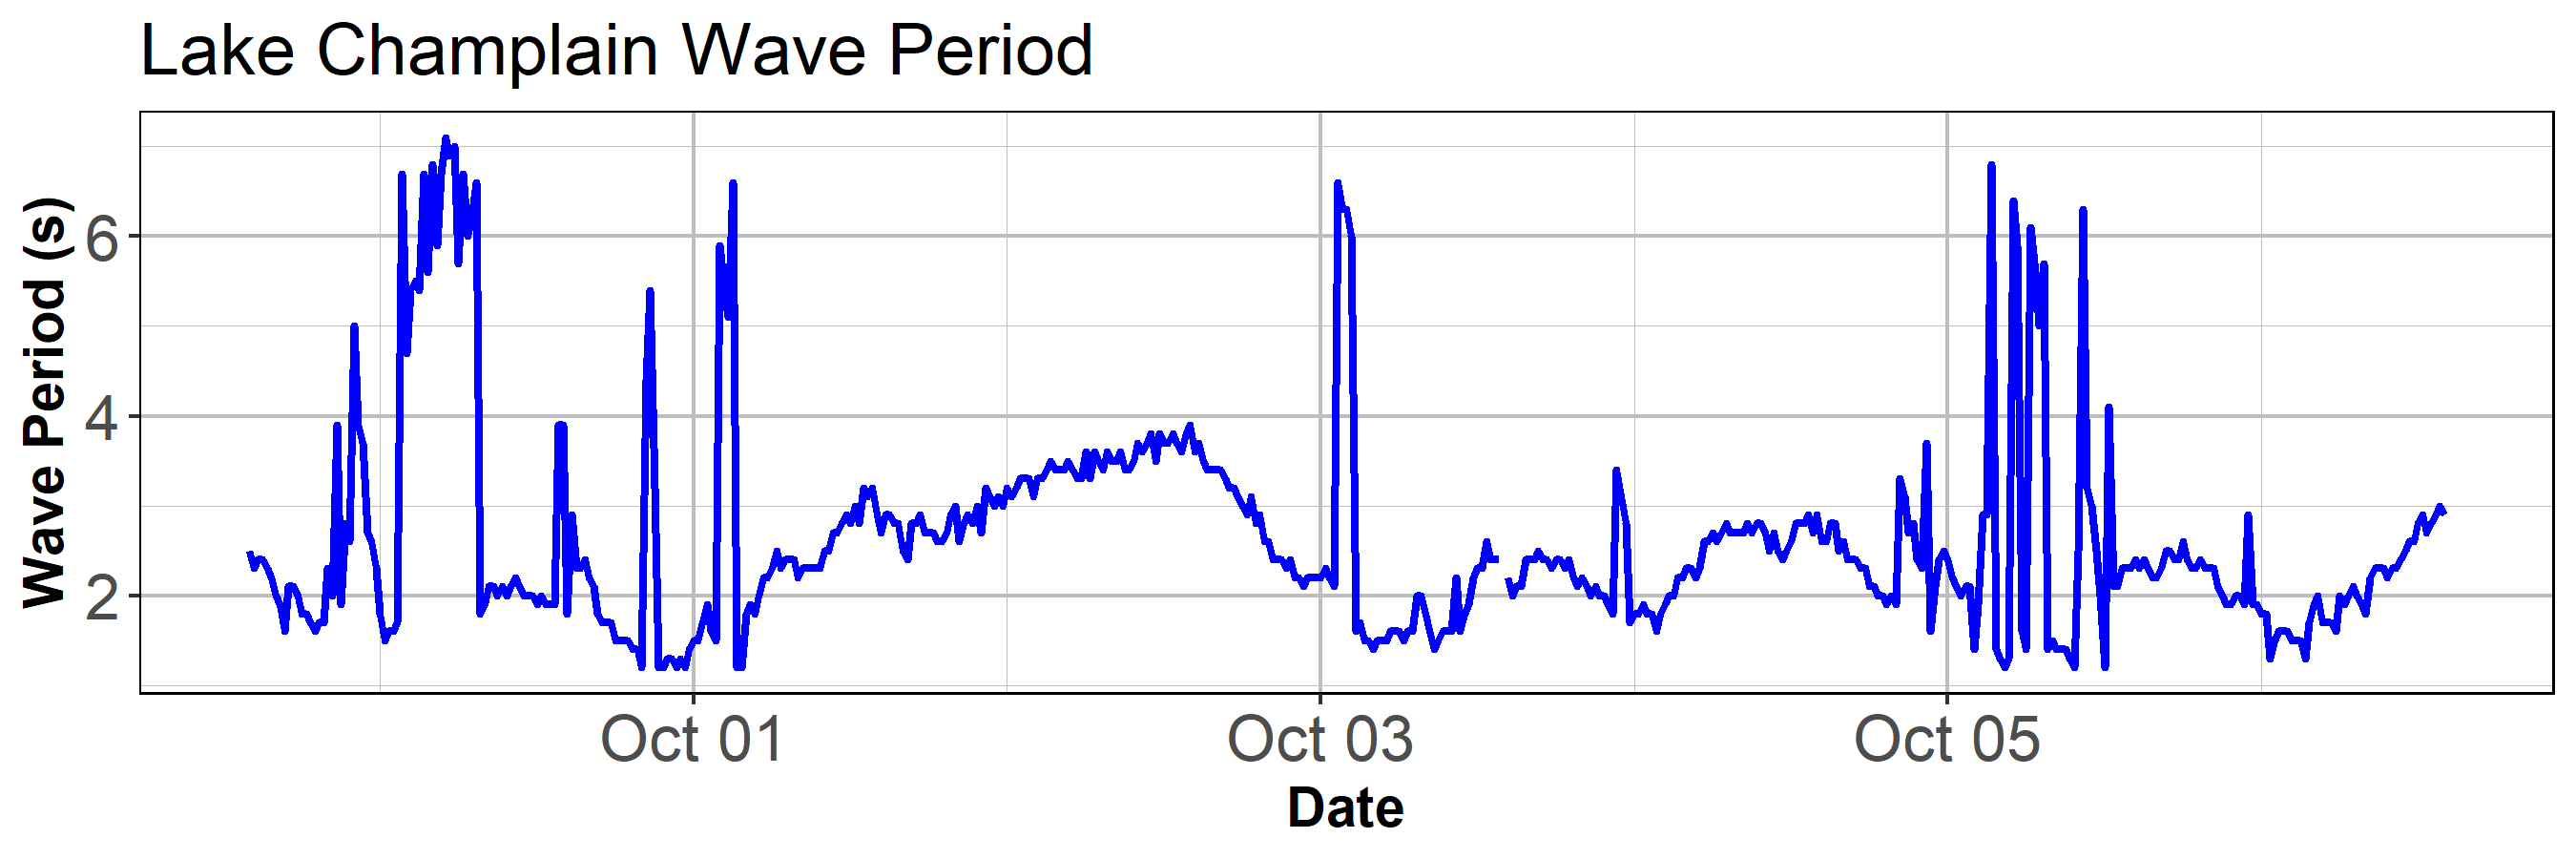 Lake Champlain Wave Period
Wave Period (s)
6
4
2
Oct 01 Oct 03 Oct 05
Date